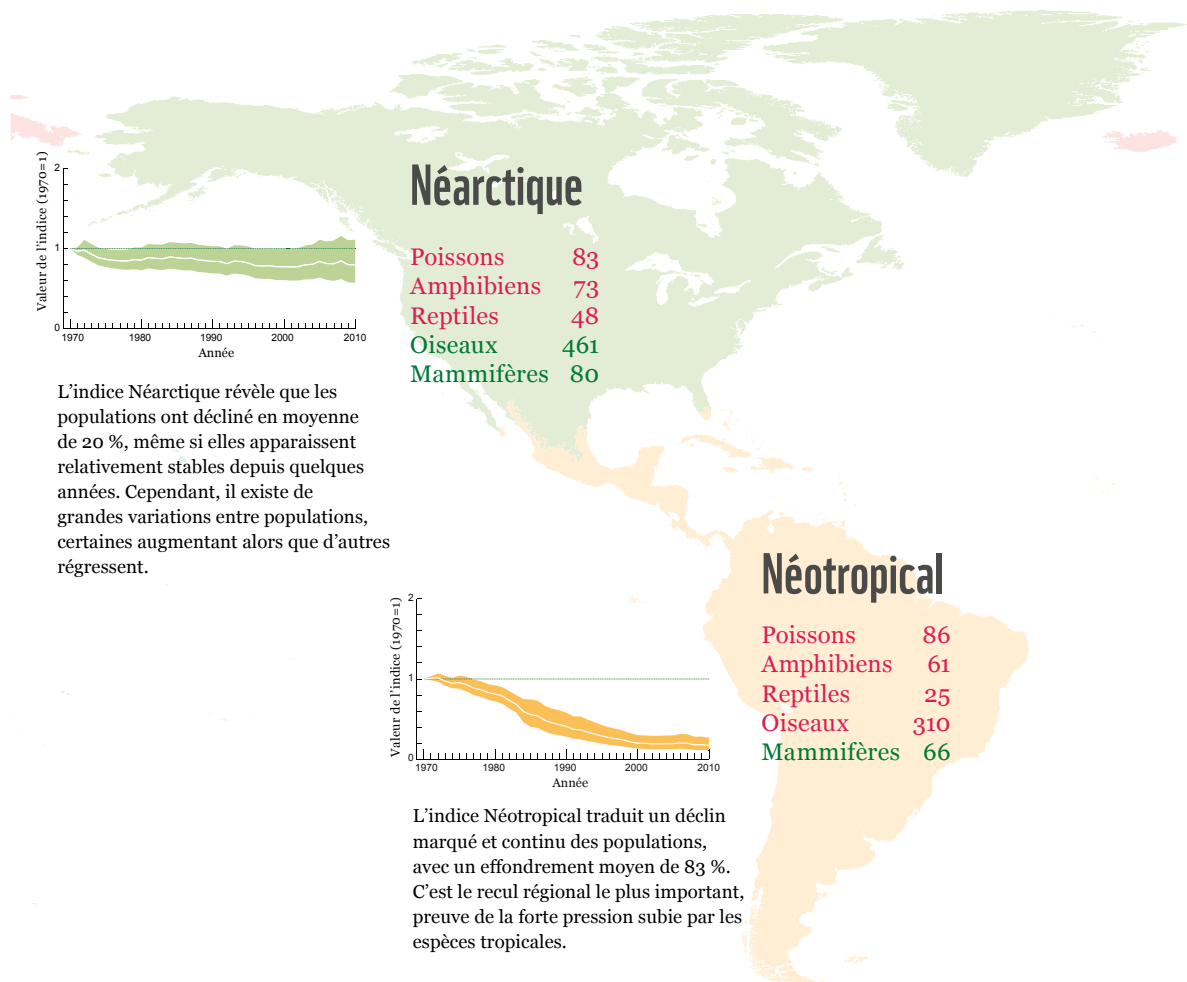 Néarctique
Poissons 83
Amphibiens 73
Reptiles 48
Oiseaux 461
Mammifères 80
Valeur de l'indice (1970=1)
2
1
0
1970 1980 1990 2000 2010
Année
L'indice Néarctique révèle que les
populations ont décliné en moyenne
de 20 %, même si elles apparaissent
relativement stables depuis quelques
années. Cependant, il existe de
grandes variations entre populations,
certaines augmentant alors que d'autres
régressent.
Néotropical
Poissons 86
Amphibiens 61
Reptiles 25
Oiseaux 310
Mammifères 66
Valeur de l'indice (1970=1)
2
1
0
1970 1980 1990 2000 2010
Année
L'indice Néotropical traduit un déclin
marqué et continu des populations,
avec un effondrement moyen de 83 %.
C'est le recul régional le plus important,
preuve de la forte pression subie par les
espèces tropicales.